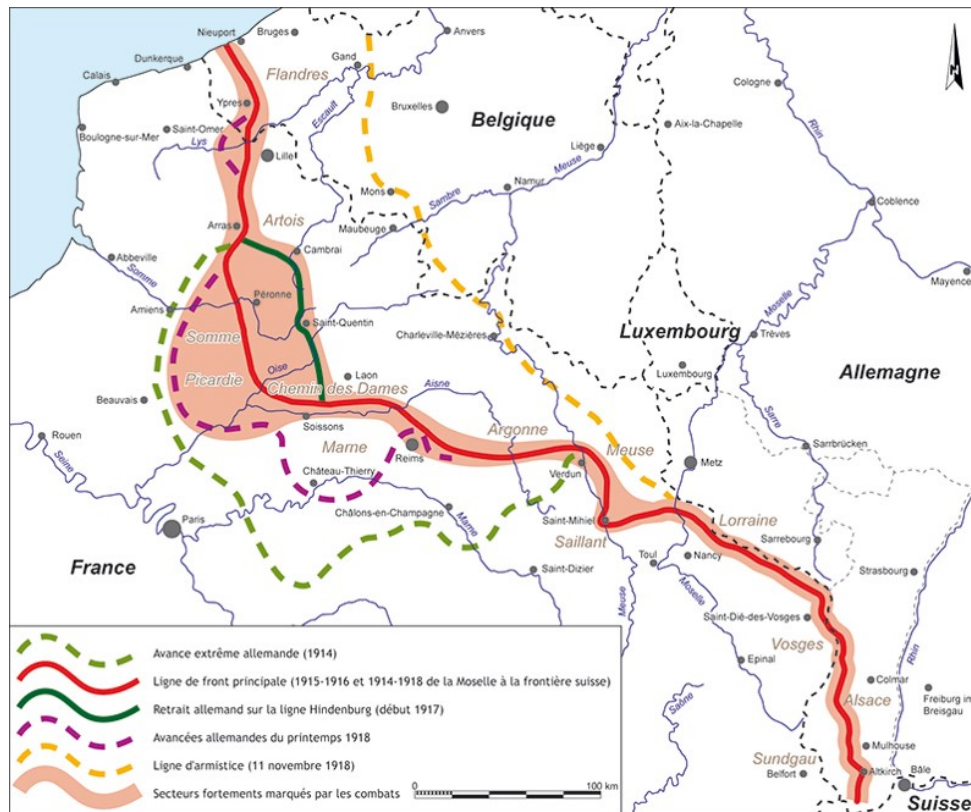 Nieuport
Bruges
Anvers
Dunkerque
Gand
Flandres
Calais
Cologne
Ypres
Escault
Bruxelles
Rhin
Belgique
Boulogne-sur-Mer
Saint-Omer
Aix-la-Chapelle
Lys
Lille
Liège
Meuse
Mons
Namur
Sambre
Coblence
Artois
Arras
Maubeuge
Cambrai
Abbeville
Somme
Mayence
Moselle
Péronne
Amiens
Saint-Quentin
Charleville-Mézières
Luxembourg
Trèves
Somme
Oise
Laon
Luxembourg
Allemagne
Picardie
Chemin des Dames
Aisne
Beauvais
Sarre
Soissons
Argonne
Rouen
Marne
Meuse
Sarrbrücken
Seine
Reims
Verdun
Metz
Château-Thierry
Paris
Châlons-en-Champagne
Marne
Saint-Mihiel
Lorraine
Saillant
Sarrebourg
Toul
Nancy
France
Saint-Dizier
Strasbourg
Meuse
Moselle
Saint-Dié-des-Vosges
Vosges
Epinal
Rhin
Colmar
Saône
Alsace
Freiburg im
Breisgau
Mulhouse
Sundgau
Belfort
Altkirch
Bâle
Suisse
Avance extrême allemande (1914)
Ligne de front principale (1915-1916 et 1914-1918 de la Moselle à la frontière suisse)
Retrait allemand sur la ligne Hindenburg (début 1917)
Avancées allemandes du printemps 1918
Ligne d'armistice (11 novembre 1918)
Secteurs fortements marqués par les combats
0
100 km